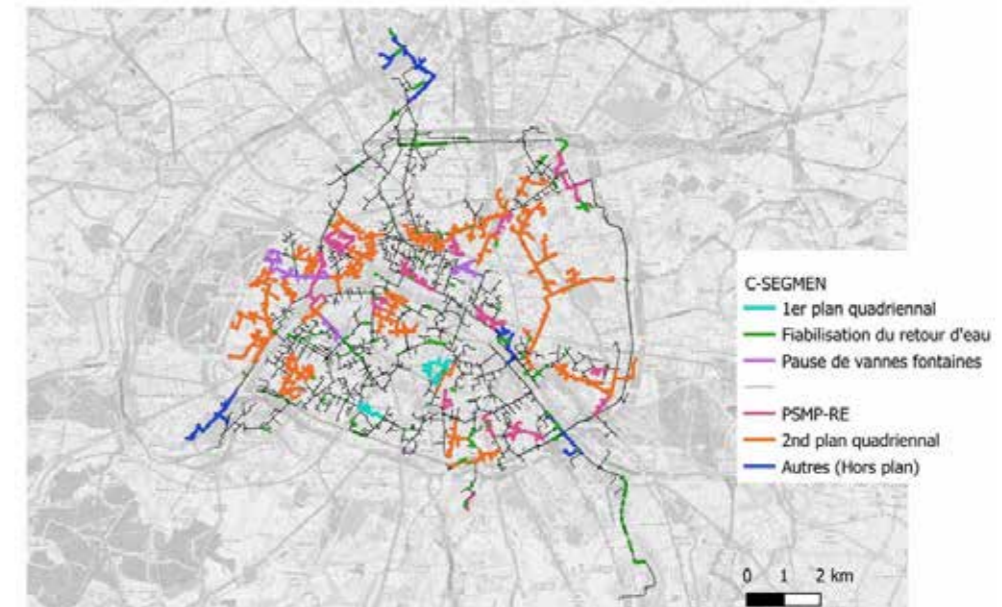 C-SEGMEN
1er plan quadriennal
Fiabilisation du retour d'eau
Pause de vannes fontaines
PSMP-RE
2nd plan quadriennal
Autres (Hors plan)
0 1 2 km